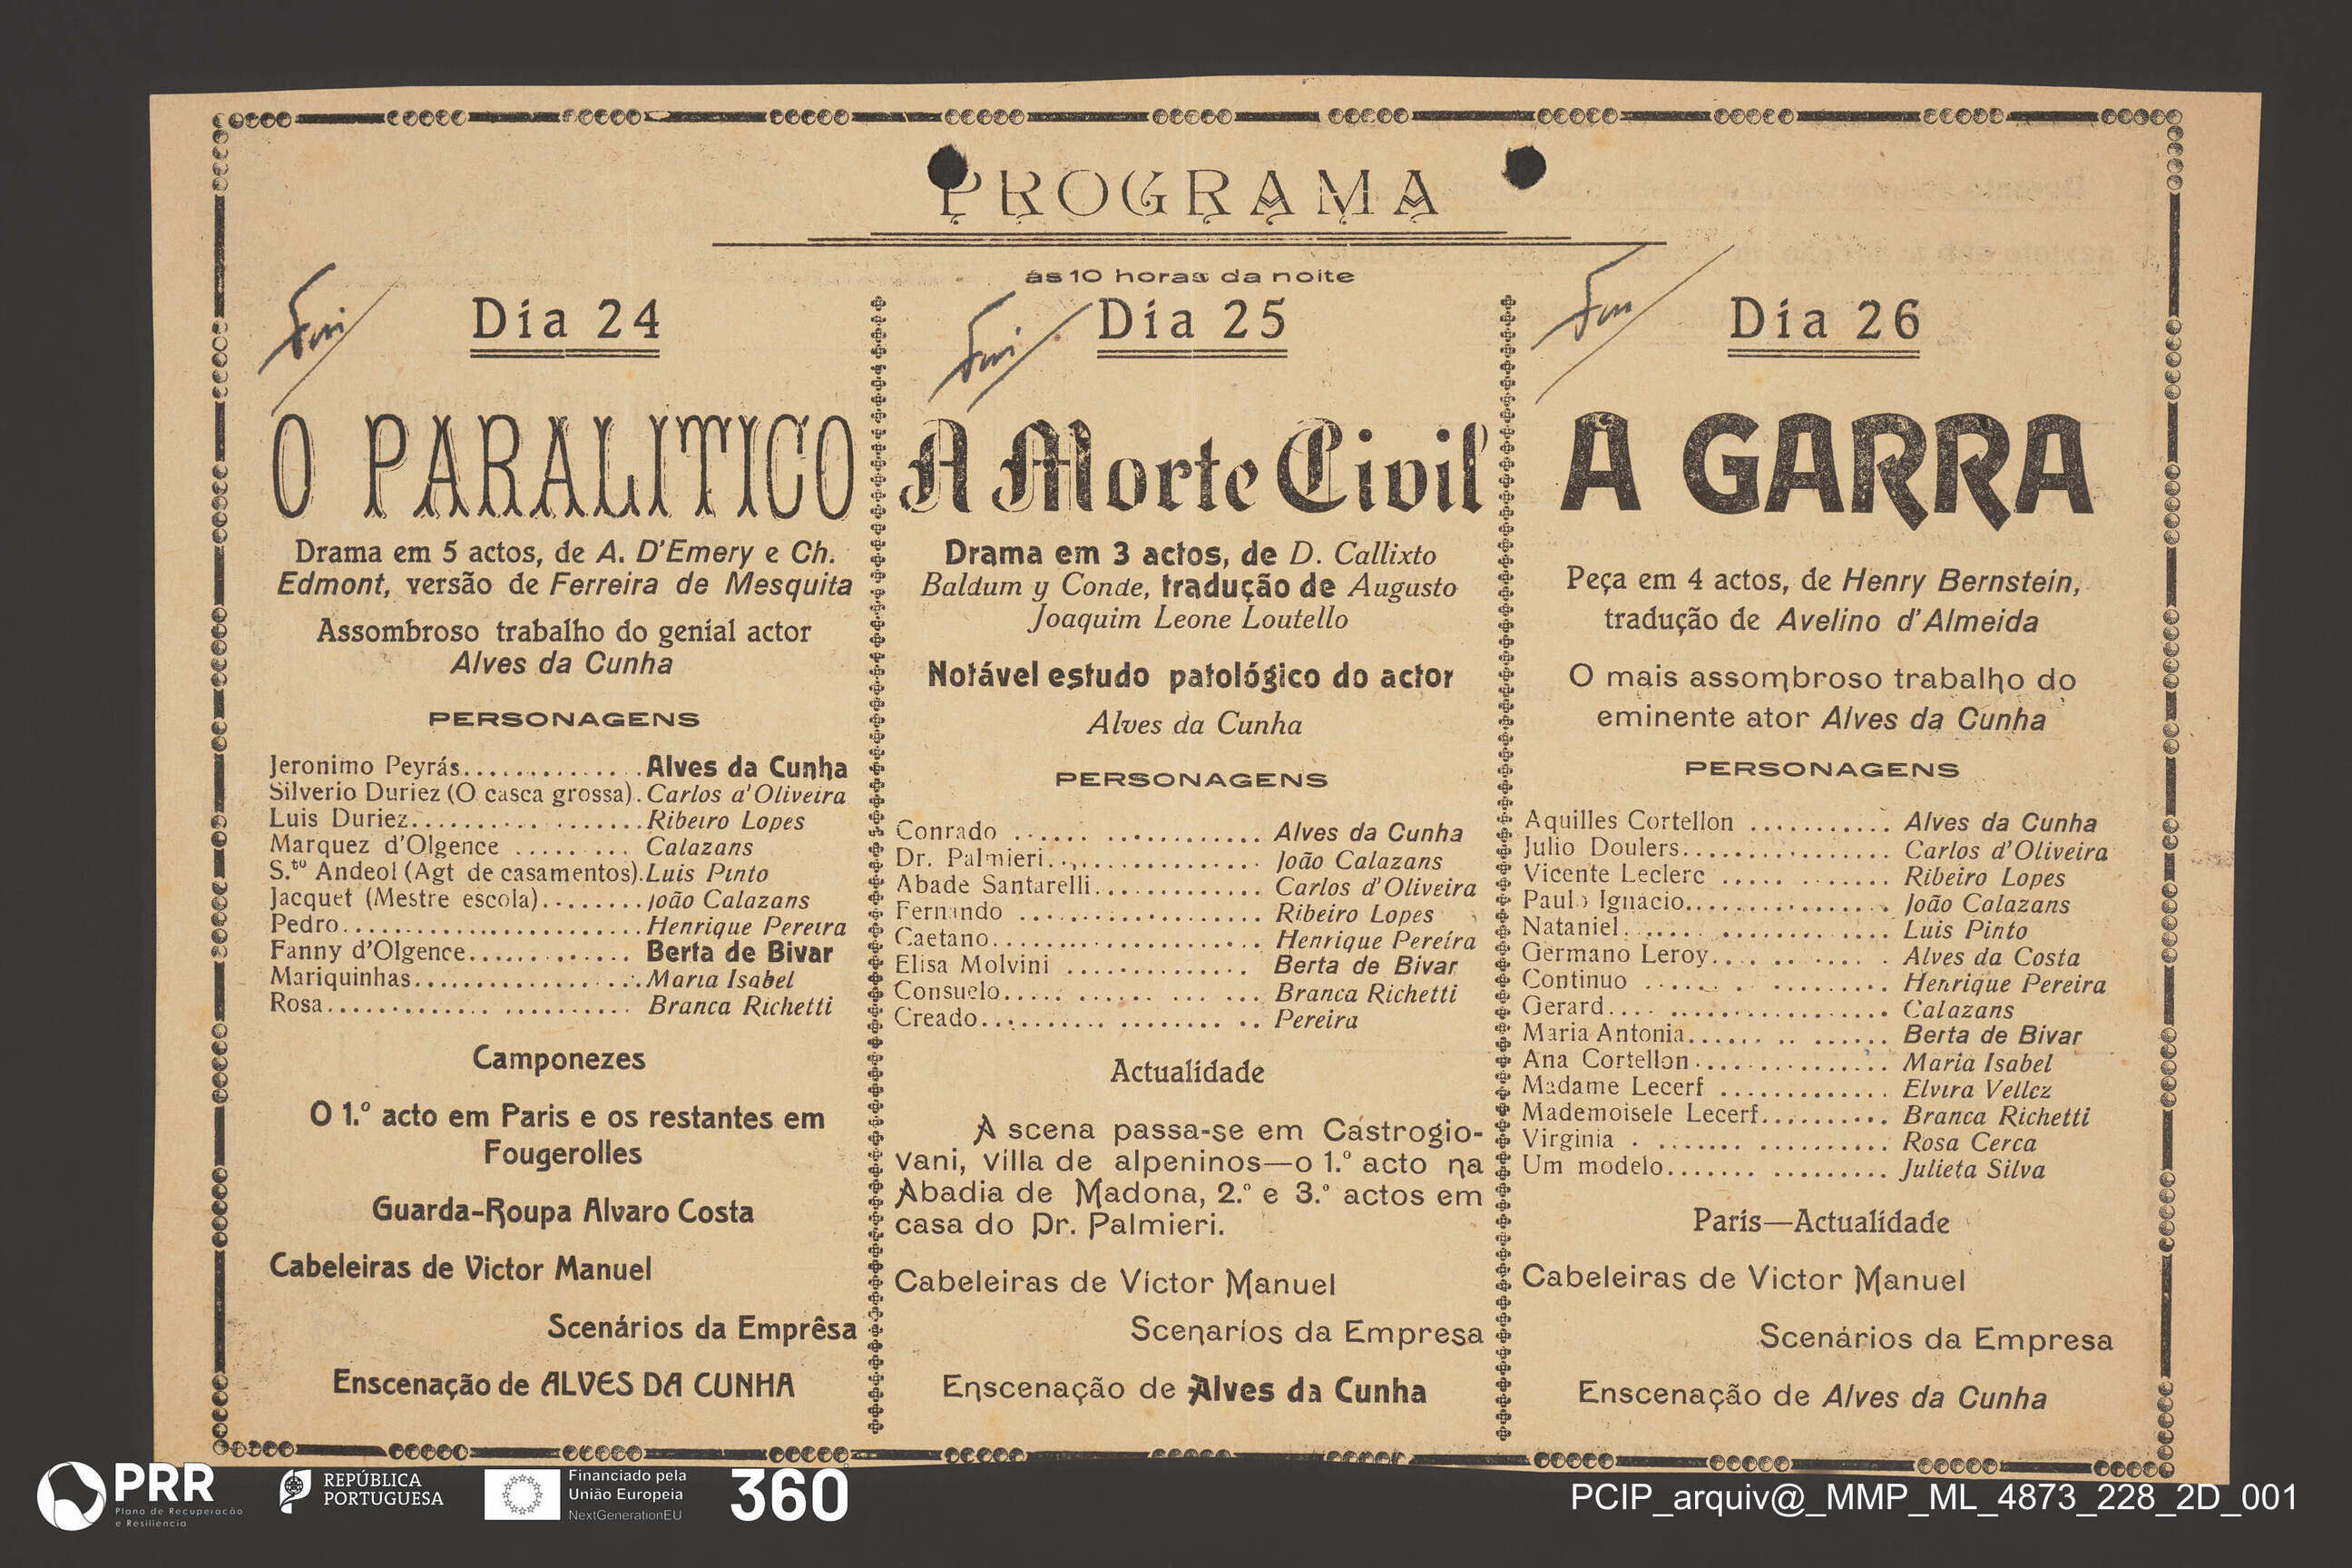 PROGRAMA
ás 10 horas da noite
Dia 24
O PARALITICO
Drama em 5 actos, de A. D'Emery e Ch.
Edmont, versão de Ferreira de Mesquita
Assombroso trabalho do genial actor
Alves da Cunha
PERSONAGENS
Jeronimo Peyrás.............. Alves da Cunha
Silverio Duriez (O casca grossa). Carlos d'Oliveira
Luis Duriez.................. Ribeiro Lopes
Marquez d'Olgence ......... Calazans
S.to Andeol (Agt de casamentos). Luis Pinto
Jacquet (Mestre escola)........ João Calazans
Pedro....................... Henrique Pereira
Fanny d'Olgence............. Berta de Bivar
Mariquinhas.................. Maria Isabel
Rosa....................... Branca Richetti
Camponezes
O 1.º acto em Paris e os restantes em
Fougerolles
Guarda-Roupa Alvaro Costa
Cabeleiras de Victor Manuel
Scenários da Emprêsa
Enscenação de ALVES DA CUNHA
Dia 25
A Morte Civil
Drama em 3 actos, de D. Callixto
Baldum y Conde, tradução de Augusto
Joaquim Leone Loutello
Notável estudo patológico do actor
Alves da Cunha
PERSONAGENS
Conrado .................. Alves da Cunha
Dr. Palmieri................. João Calazans
Abade Santarelli............. Carlos d'Oliveira
Fernando ................... Ribeiro Lopes
Caetano..................... Henrique Pereira
Elisa Molvini .............. Berta de Bivar
Consuelo.................. Branca Richetti
Creado.................... Pereira
Actualidade
A scena passa-se em Castrogio-
vani, villa de alpeninos—o 1.º acto na
Abadia de Madona, 2.º e 3.º actos em
casa do Dr. Palmieri.
Cabeleiras de Victor Manuel
Scenarios da Empresa
Enscenação de Alves da Cunha
Dia 26
A GARRA
Peça em 4 actos, de Henry Bernstein,
tradução de Avelino d'Almeida
O mais assombroso trabalho do
eminente ator Alves da Cunha
PERSONAGENS
Aquilles Cortellon ........... Alves da Cunha
Julio Doulers................ Carlos d'Oliveira
Vicente Leclerc ............ Ribeiro Lopes
Paulo Ignacio................ João Calazans
Nataniel................... Luis Pinto
Germano Leroy............ Alves da Costa
Continuo ................. Henrique Pereira
Gerard.................... Calazans
Maria Antonia.............. Berta de Bivar
Ana Cortellon............... Maria Isabel
Madame Lecerf ............. Elvira Vellez
Mademoisele Lecerf.......... Branca Richetti
Virginia .................. Rosa Cerca
Um modelo................ Julieta Silva
Paris—Actualidade
Cabeleiras de Victor Manuel
Scenários da Empresa
Enscenação de Alves da Cunha
PRR
Plano de Recuperação
e Resiliência
REPÚBLICA
PORTUGUESA
Financiado pela
União Europeia
NextGenerationEU
360
PCIP_arquiv@_MMP_ML_4873_228_2D_001